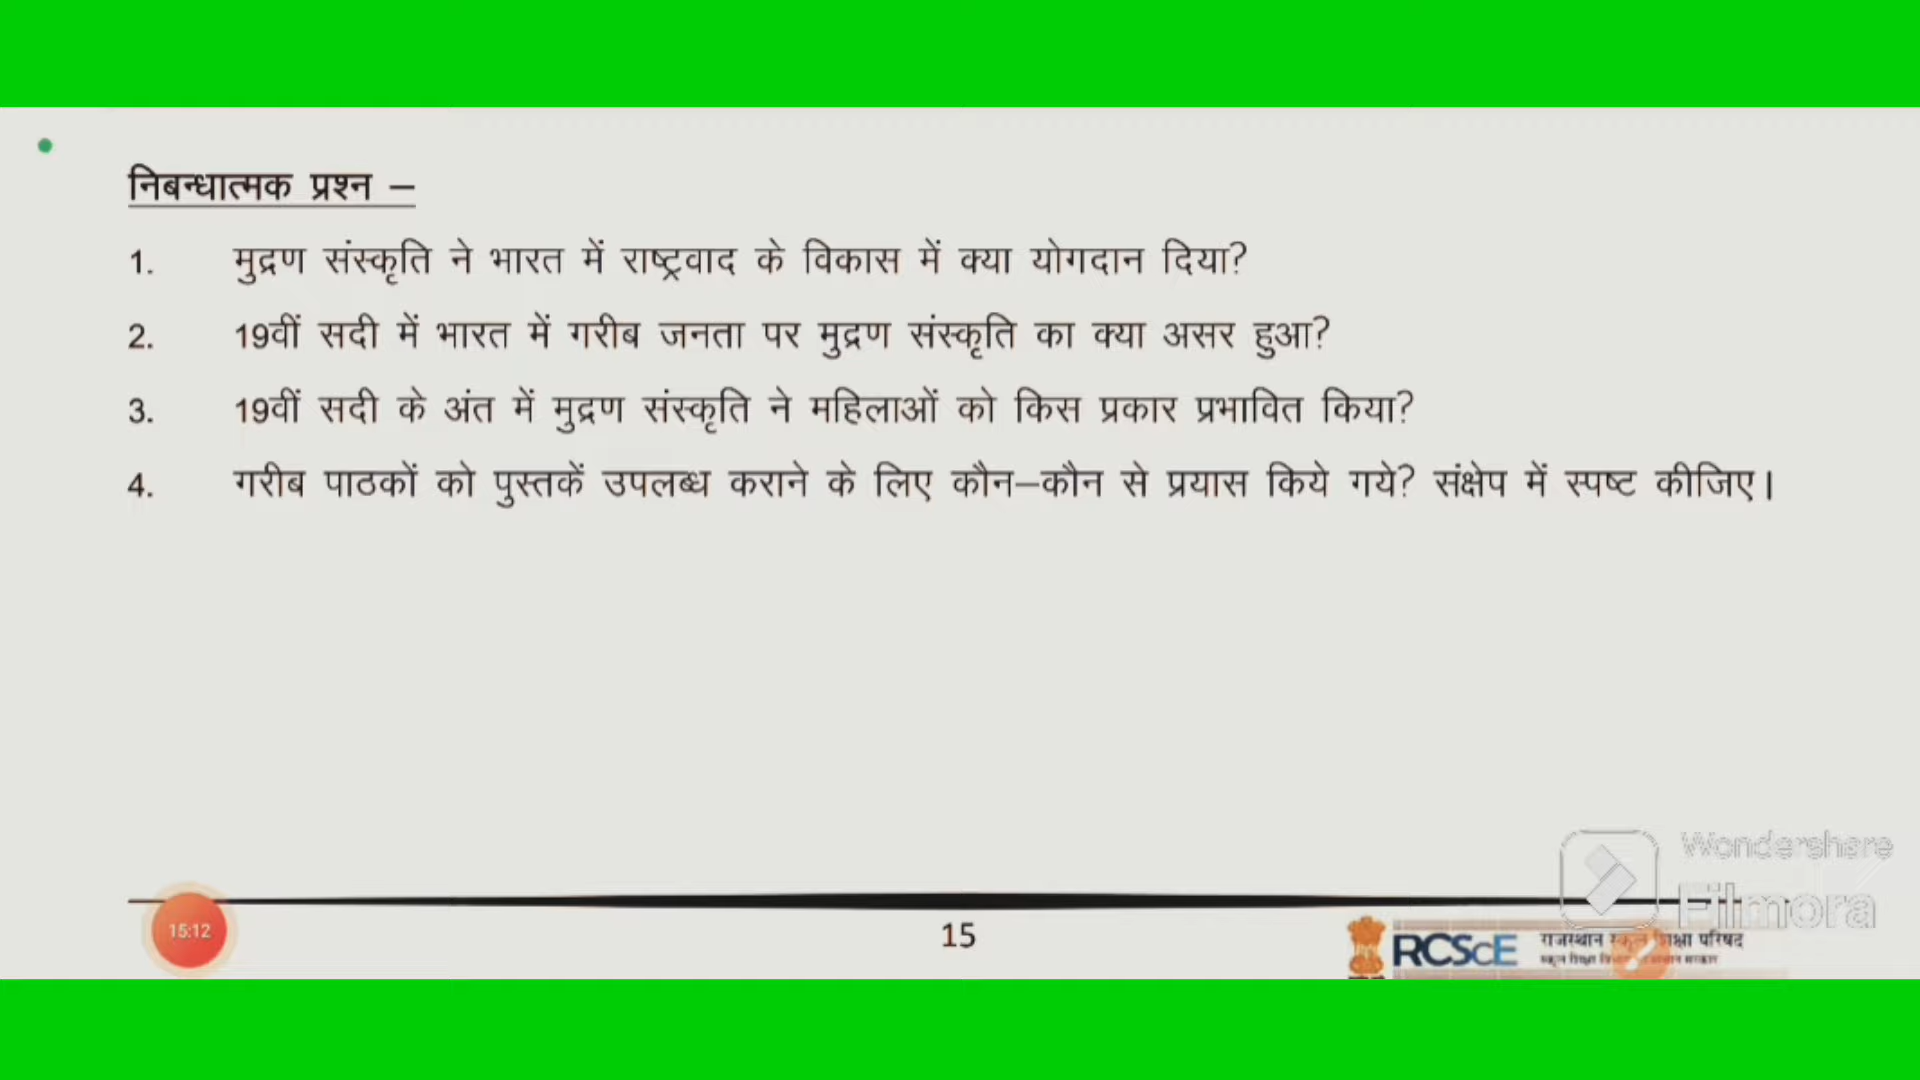 निबन्धात्मक प्रश्न –
1. मुद्रण संस्कृति ने भारत में राष्ट्रवाद के विकास में क्या योगदान दिया?
2. 19वीं सदी में भारत में गरीब जनता पर मुद्रण संस्कृति का क्या असर हुआ?
3. 19वीं सदी के अंत में मुद्रण संस्कृति ने महिलाओं को किस प्रकार प्रभावित किया?
4. गरीब पाठकों को पुस्तकें उपलब्ध कराने के लिए कौन–कौन से प्रयास किये गये? संक्षेप में स्पष्ट कीजिए।
Wondershare
Filmora
15:12
15
RCScE
राजस्थान स्कूल शिक्षा परिषद
स्कूल शिक्षा